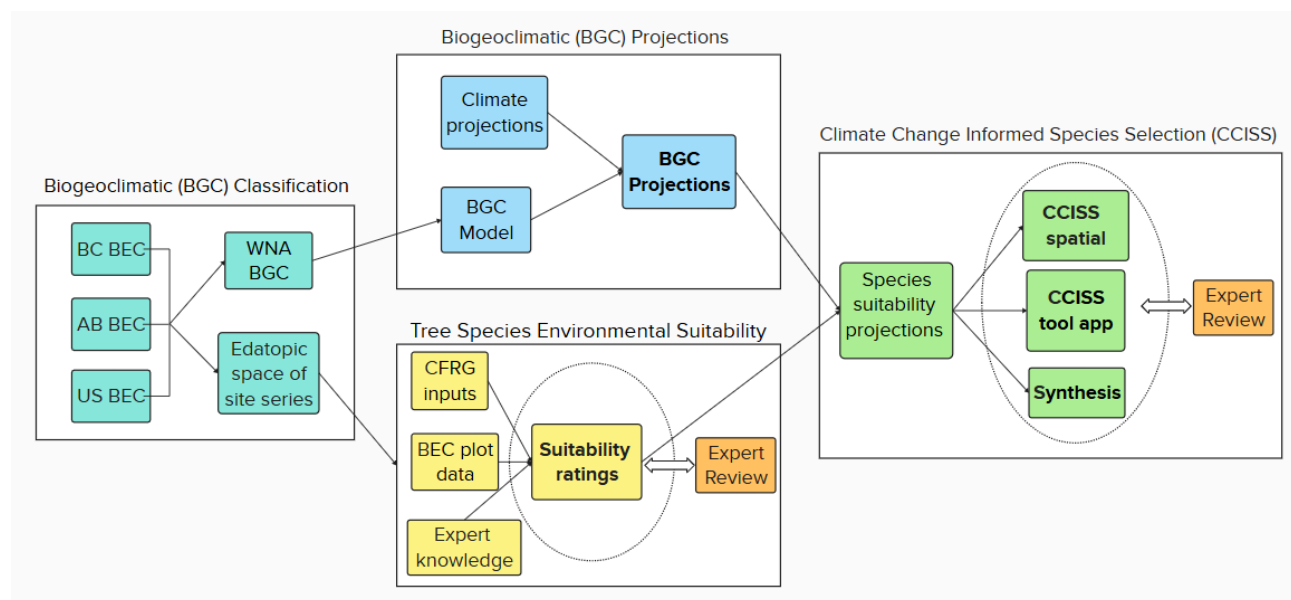 Biogeoclimatic (BGC) Classification
BC BEC
AB BEC
US BEC
WNA
BGC
Edatopic
space of
site series
Biogeoclimatic (BGC) Projections
Climate
projections
BGC
Model
BGC
Projections
Tree Species Environmental Suitability
CFRG
inputs
BEC plot
data
Expert
knowledge
Suitability
ratings
Expert
Review
Climate Change Informed Species Selection (CCISS)
Species
suitability
projections
CCISS
spatial
CCISS
tool app
Synthesis
Expert
Review